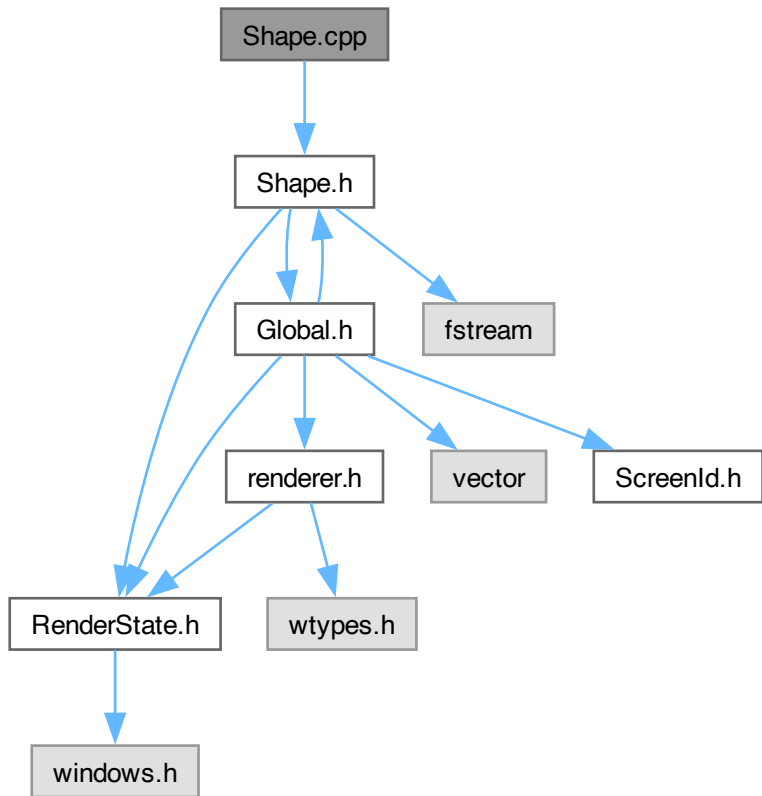 Shape.cpp
Shape.h
Global.h
fstream
renderer.h
vector
ScreenId.h
RenderState.h
wtypes.h
windows.h